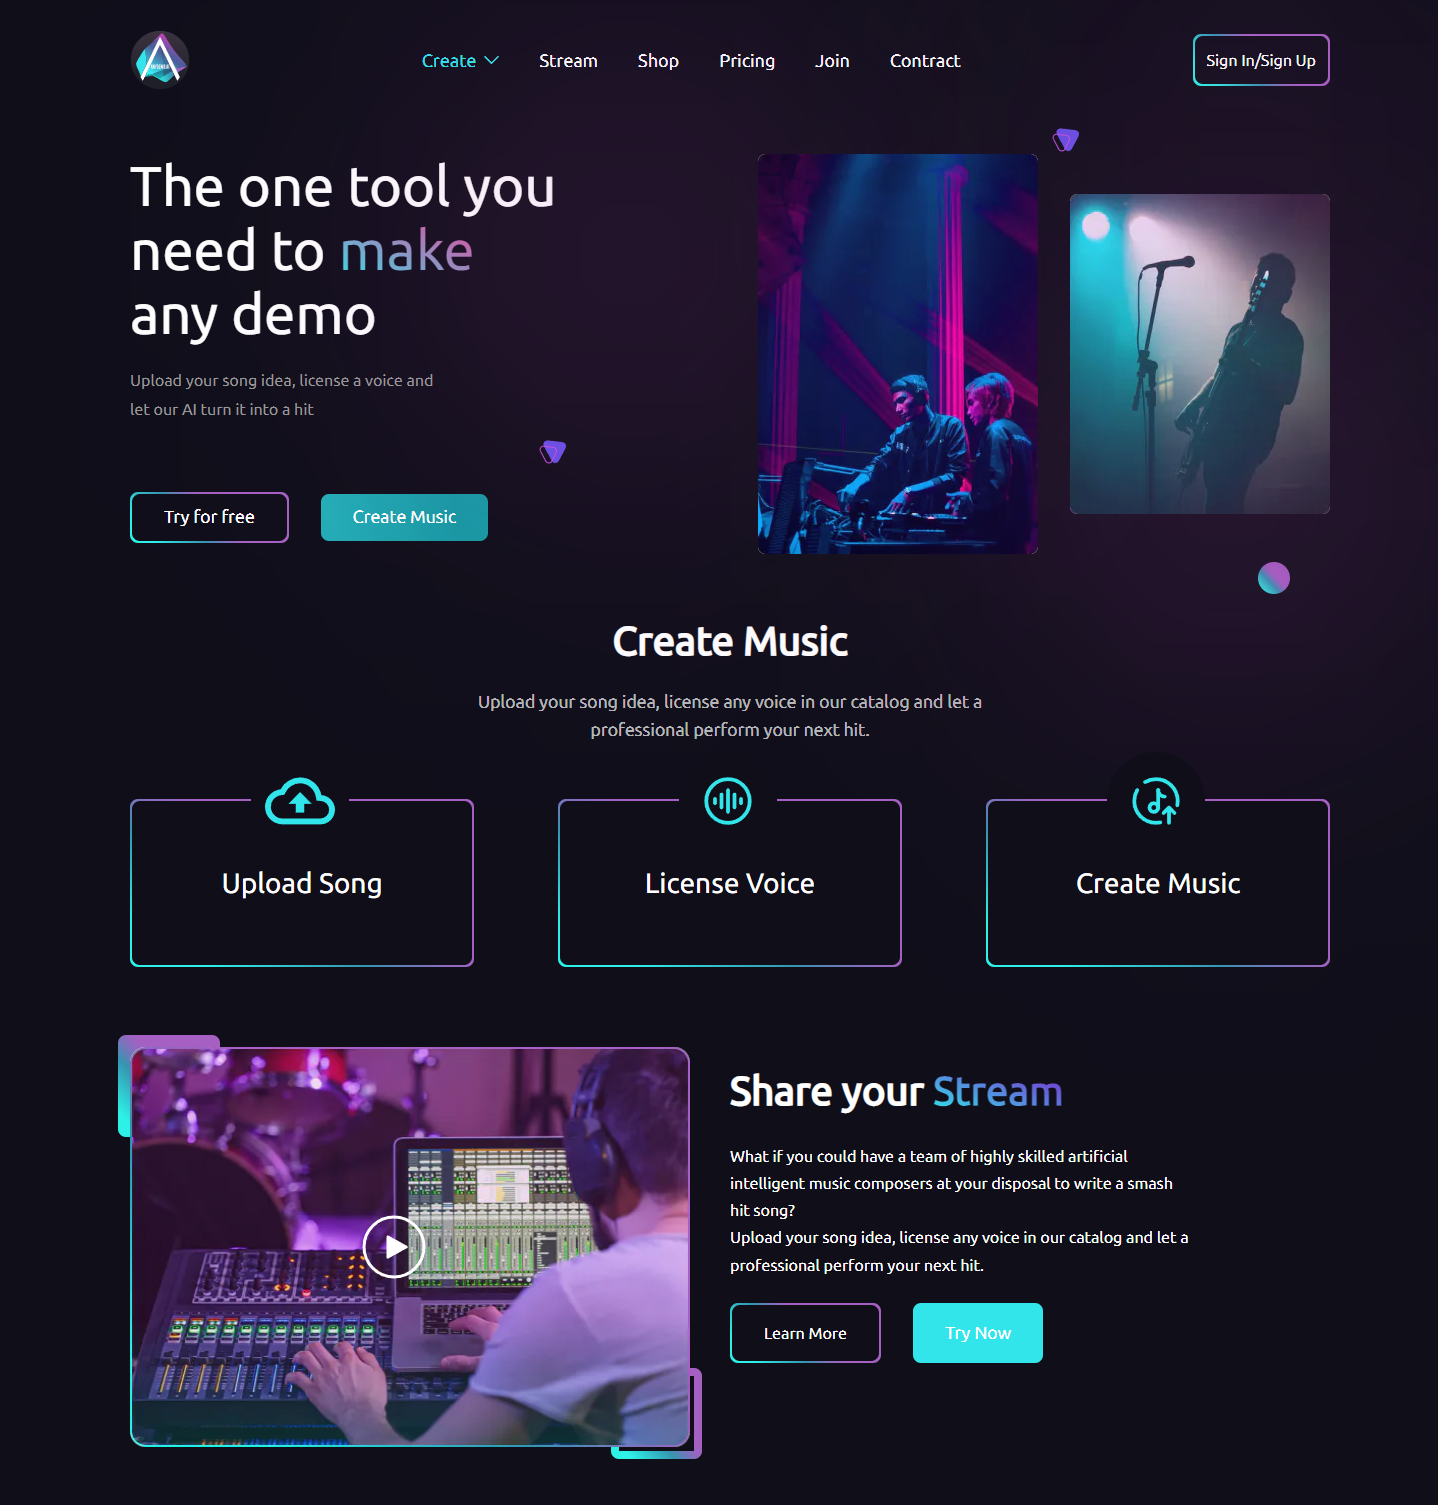 Create Stream Shop Pricing Join Contract Sign In/Sign Up
The one tool you
need to make
any demo
Upload your song idea, license a voice and
let our AI turn it into a hit
Try for free Create Music
Create Music
Upload your song idea, license any voice in our catalog and let a
professional perform your next hit.
Upload Song License Voice Create Music
Share your Stream
What if you could have a team of highly skilled artificial
intelligent music composers at your disposal to write a smash
hit song?
Upload your song idea, license any voice in our catalog and let a
professional perform your next hit.
Learn More Try Now